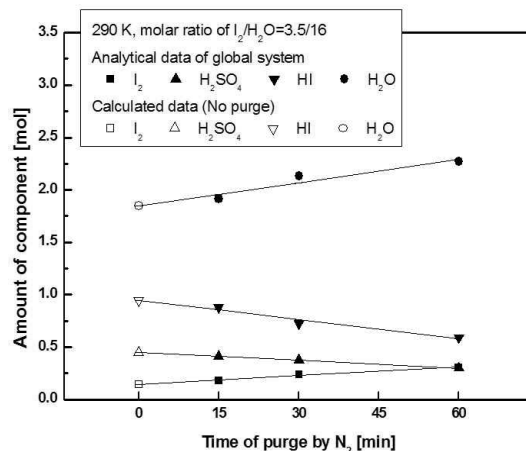 290 K, molar ratio of I₂/H₂O=3.5/16
Analytical data of global system
I₂ H₂SO₄ HI H₂O
Calculated data (No purge)
I₂ H₂SO₄ HI H₂O
3.5
3.0
2.5
2.0
1.5
1.0
0.5
0.0
Amount of component [mol]
0 15 30 45 60
Time of purge by N₂ [min]